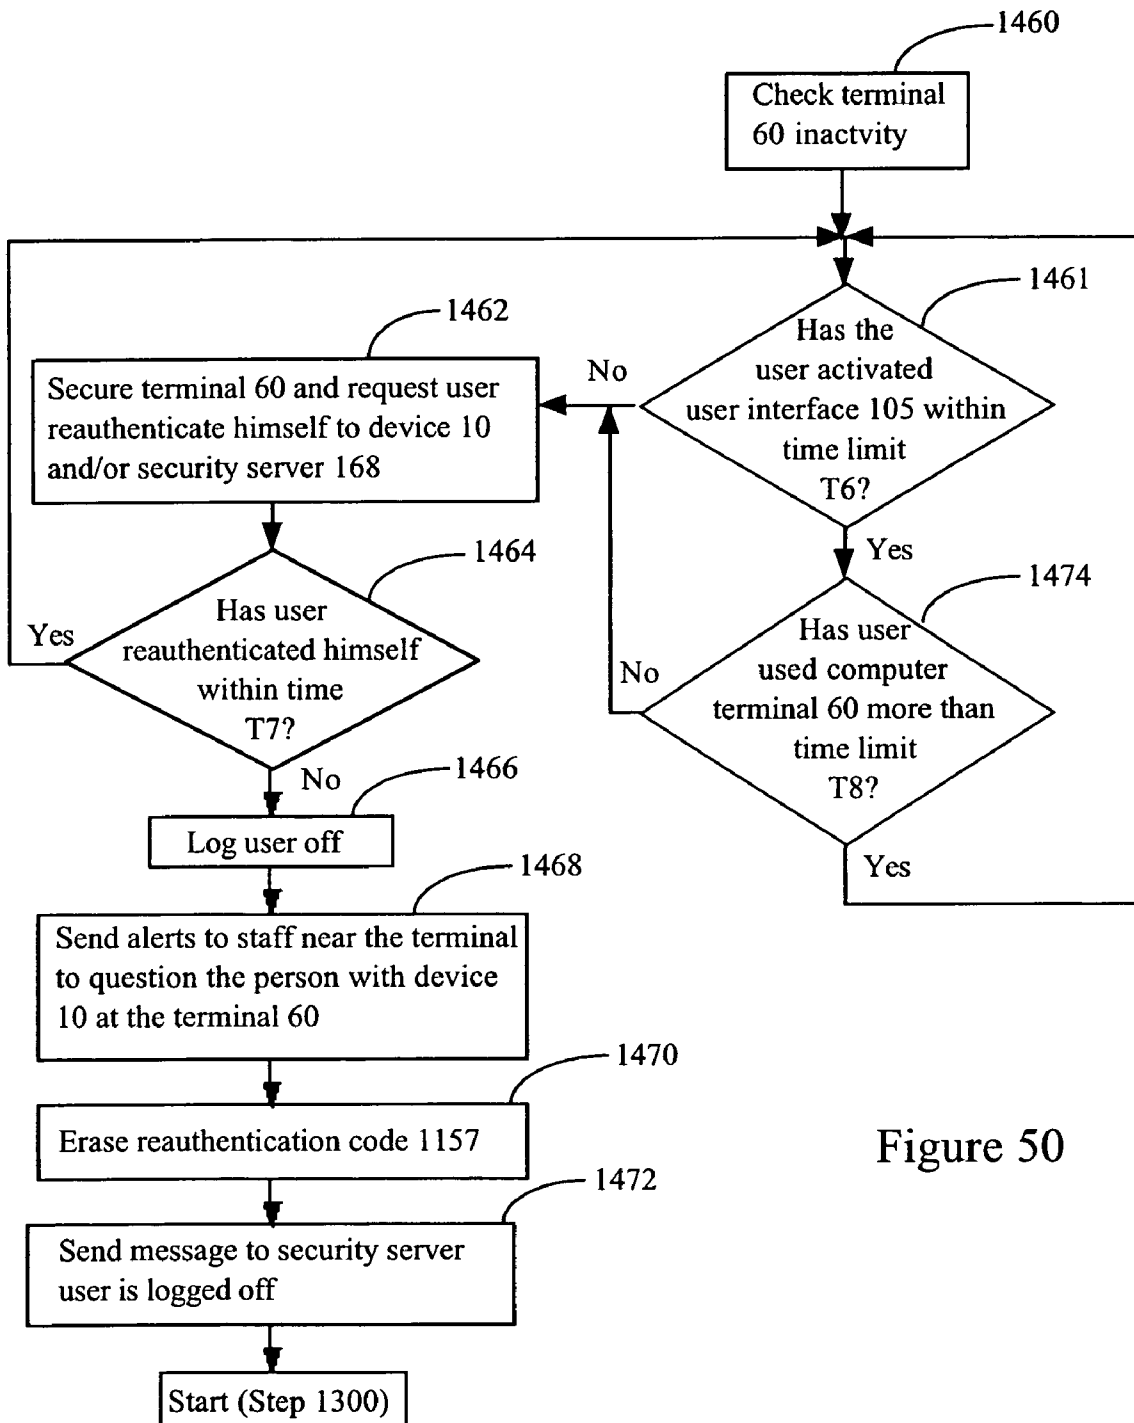 1460
Check terminal
60 inactvity
1461
Has the
user activated
user interface 105 within
time limit
T6?
No
Yes
1462
Secure terminal 60 and request user
reauthenticate himself to device 10
and/or security server 168
1464
Has user
reauthenticated himself
within time
T7?
Yes
No
1474
Has user
used computer
terminal 60 more than
time limit
T8?
No
Yes
1466
Log user off
1468
Send alerts to staff near the terminal
to question the person with device
10 at the terminal 60
1470
Erase reauthentication code 1157
1472
Send message to security server
user is logged off
Start (Step 1300)
Figure 50